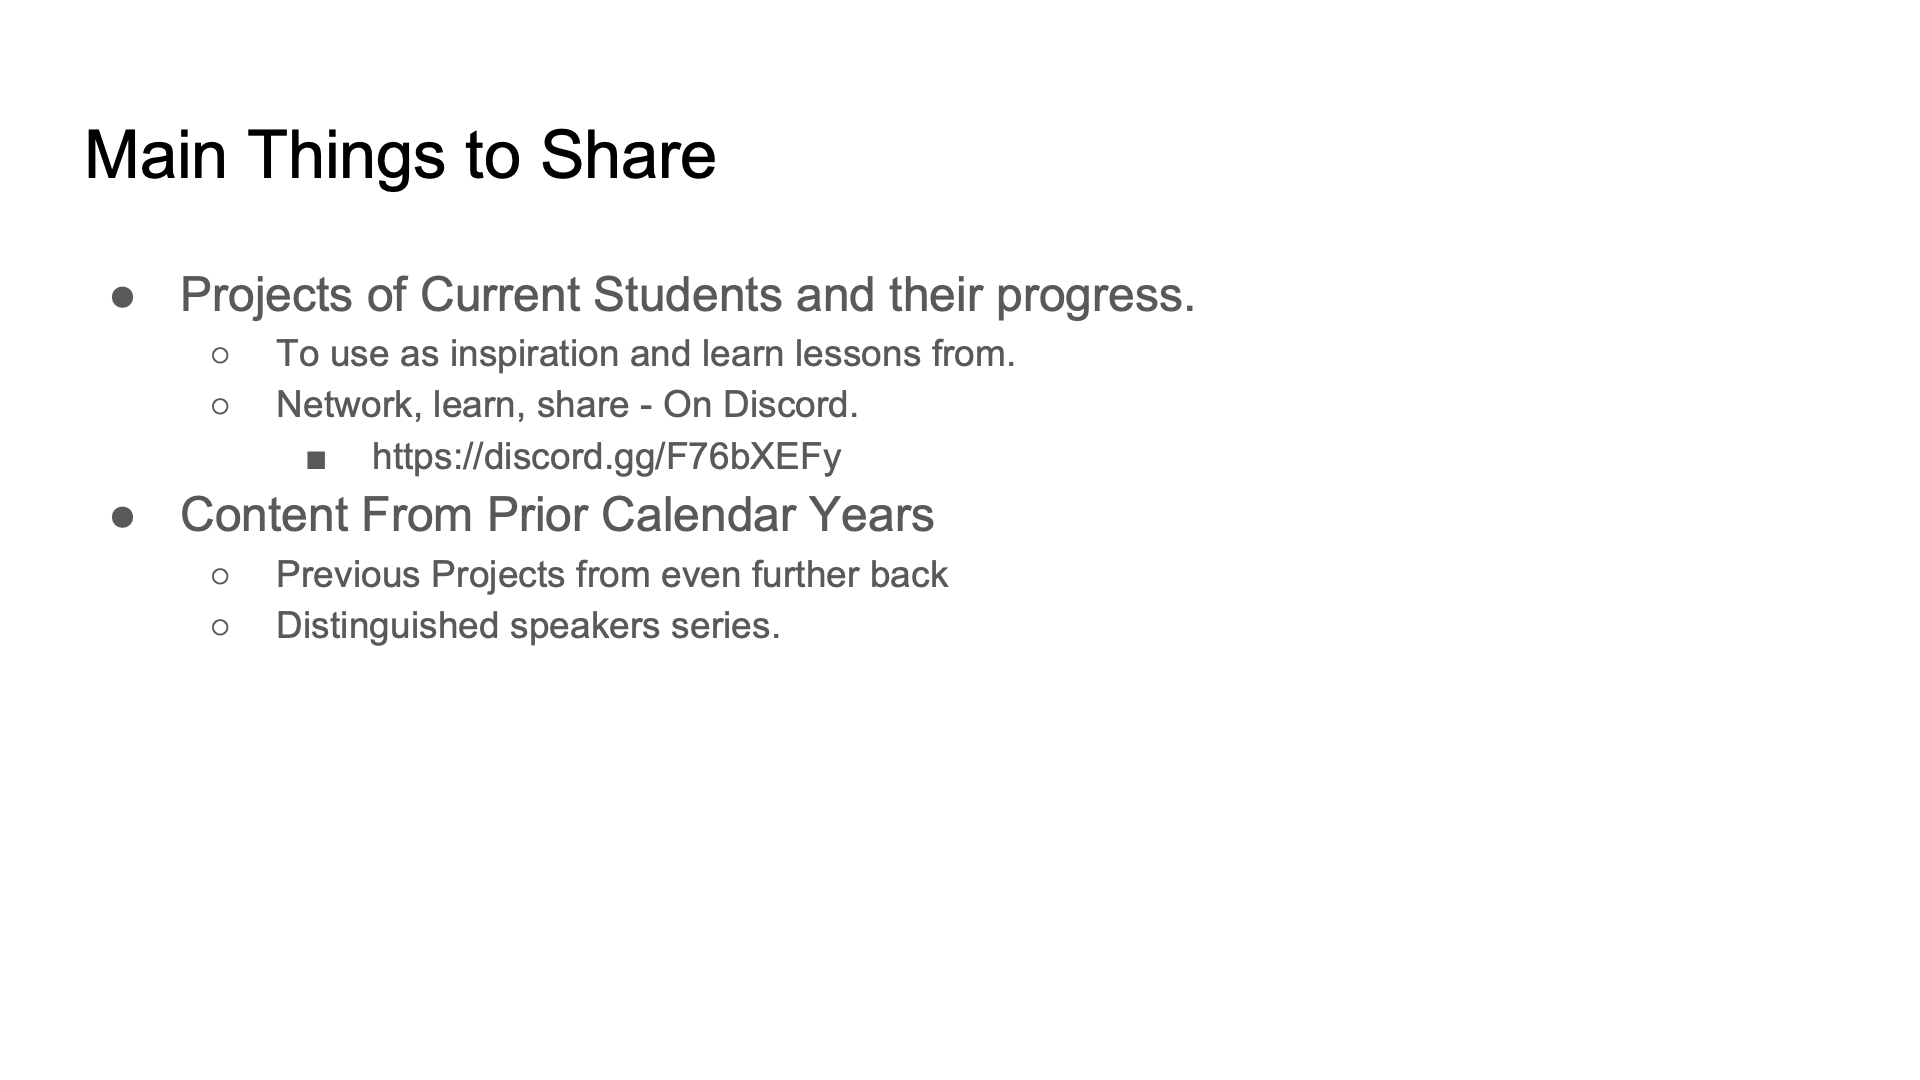 Main Things to Share
● Projects of Current Students and their progress.
○ To use as inspiration and learn lessons from.
○ Network, learn, share - On Discord.
■ https://discord.gg/F76bXEFy
● Content From Prior Calendar Years
○ Previous Projects from even further back
○ Distinguished speakers series.